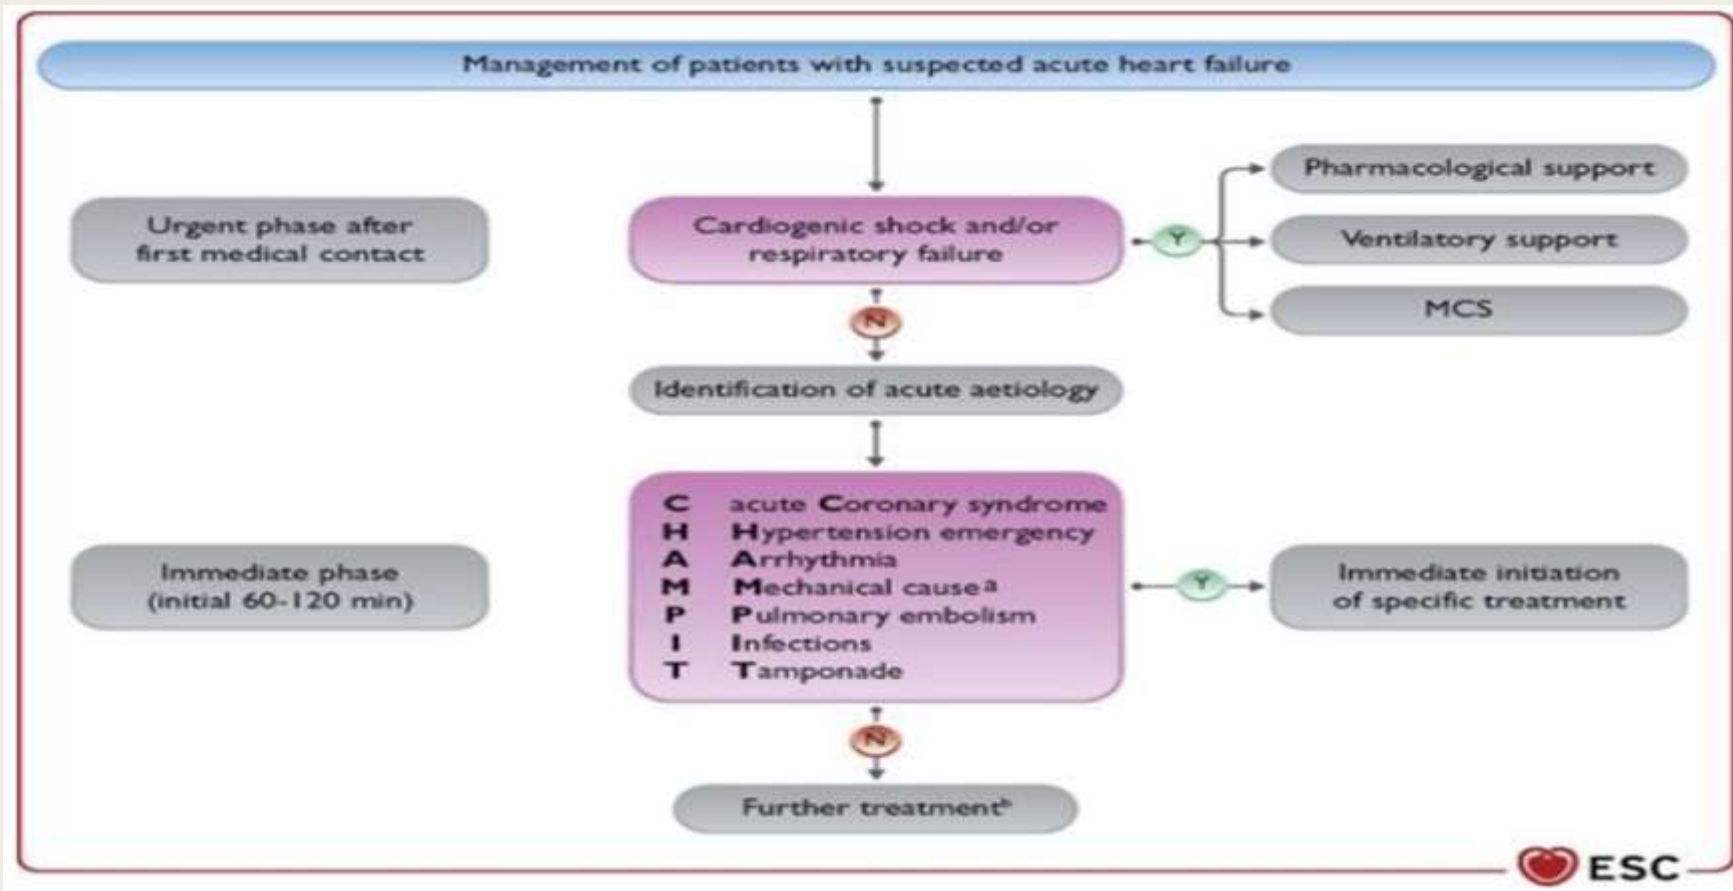 Management of patients with suspected acute heart failure
Urgent phase after
first medical contact
Cardiogenic shock and/or
respiratory failure
Y
Pharmacological support
Ventilatory support
MCS
N
Identification of acute aetiology
Immediate phase
(initial 60-120 min)
C acute Coronary syndrome
H Hypertension emergency
A Arrhythmia
M Mechanical causeª
P Pulmonary embolism
I Infections
T Tamponade
Y
Immediate initiation
of specific treatment
N
Further treatmentᵇ
ESC